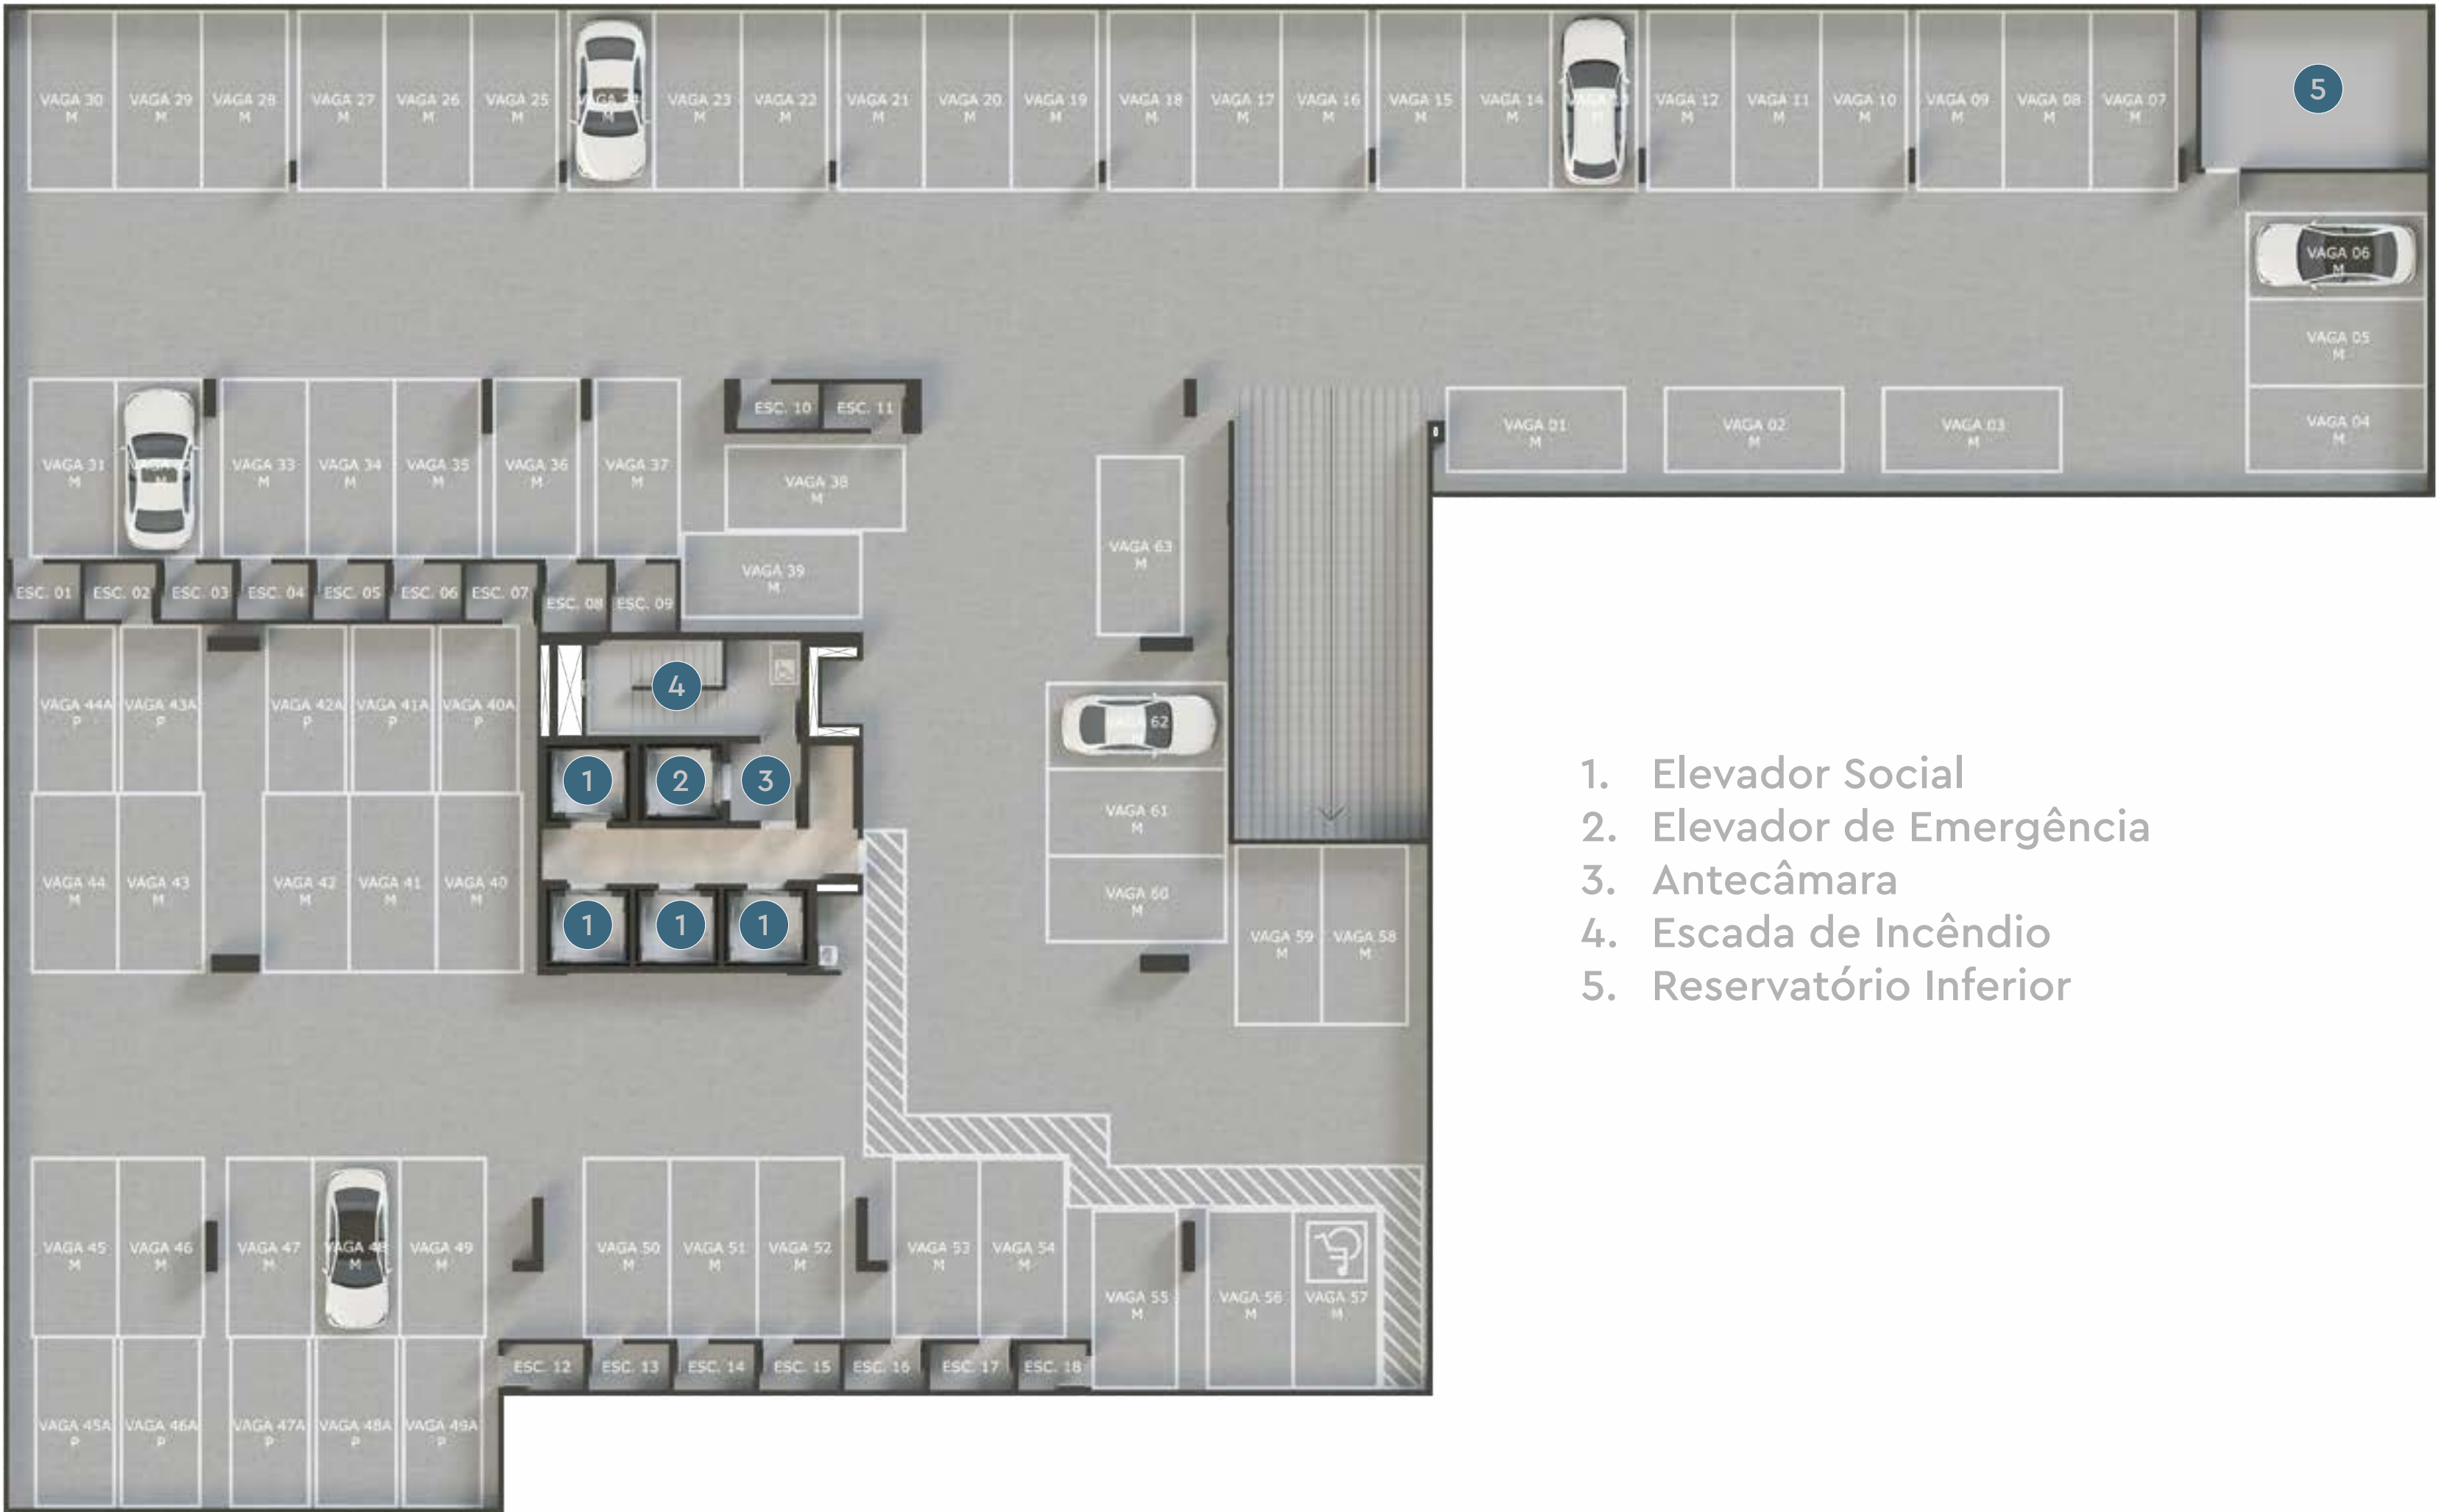 VAGA 30
M
VAGA 29
M
VAGA 28
M
VAGA 27
M
VAGA 26
M
VAGA 25
M
VAGA 23
M
VAGA 22
M
VAGA 21
M
VAGA 20
M
VAGA 19
M
VAGA 18
M
VAGA 17
M
VAGA 16
M
VAGA 15
M
VAGA 14
M
VAGA 12
M
VAGA 11
M
VAGA 10
M
VAGA 09
M
VAGA 08
M
VAGA 07
M
5
VAGA 06
M
VAGA 05
M
VAGA 04
M
VAGA 01
M
VAGA 02
M
VAGA 03
M
ESC. 10
ESC. 11
VAGA 31
M
M
VAGA 33
M
VAGA 34
M
VAGA 35
M
VAGA 36
M
VAGA 37
M
VAGA 38
M
VAGA 39
M
VAGA 63
M
ESC. 01
ESC. 02
ESC. 03
ESC. 04
ESC. 05
ESC. 06
ESC. 07
ESC. 08
ESC. 09
VAGA 44A
P
VAGA 43A
P
VAGA 42A
P
VAGA 41A
P
VAGA 40A
P
4
1
2
3
62
VAGA 61
M
VAGA 60
M
VAGA 44
M
VAGA 43
M
VAGA 42
M
VAGA 41
M
VAGA 40
M
1
1
1
VAGA 59
M
VAGA 58
M
1. Elevador Social
2. Elevador de Emergência
3. Antecâmara
4. Escada de Incêndio
5. Reservatório Inferior
VAGA 45
M
VAGA 46
M
VAGA 47
M
VAGA 48
M
VAGA 49
M
VAGA 50
M
VAGA 51
M
VAGA 52
M
VAGA 53
M
VAGA 54
M
VAGA 55
M
VAGA 56
M
VAGA 57
M
ESC. 12
ESC. 13
ESC. 14
ESC. 15
ESC. 16
ESC. 17
ESC. 18
VAGA 45A
P
VAGA 46A
P
VAGA 47A
P
VAGA 48A
P
VAGA 49A
P